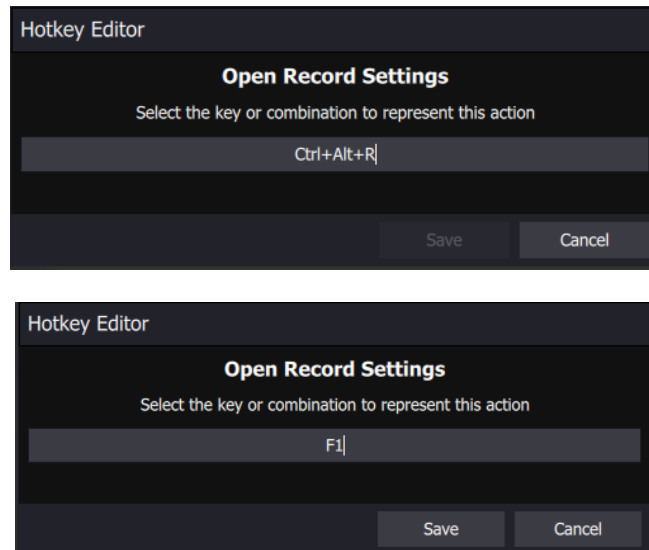 Hotkey Editor
Open Record Settings
Select the key or combination to represent this action
Ctrl+Alt+R
Save Cancel
Hotkey Editor
Open Record Settings
Select the key or combination to represent this action
F1
Save Cancel